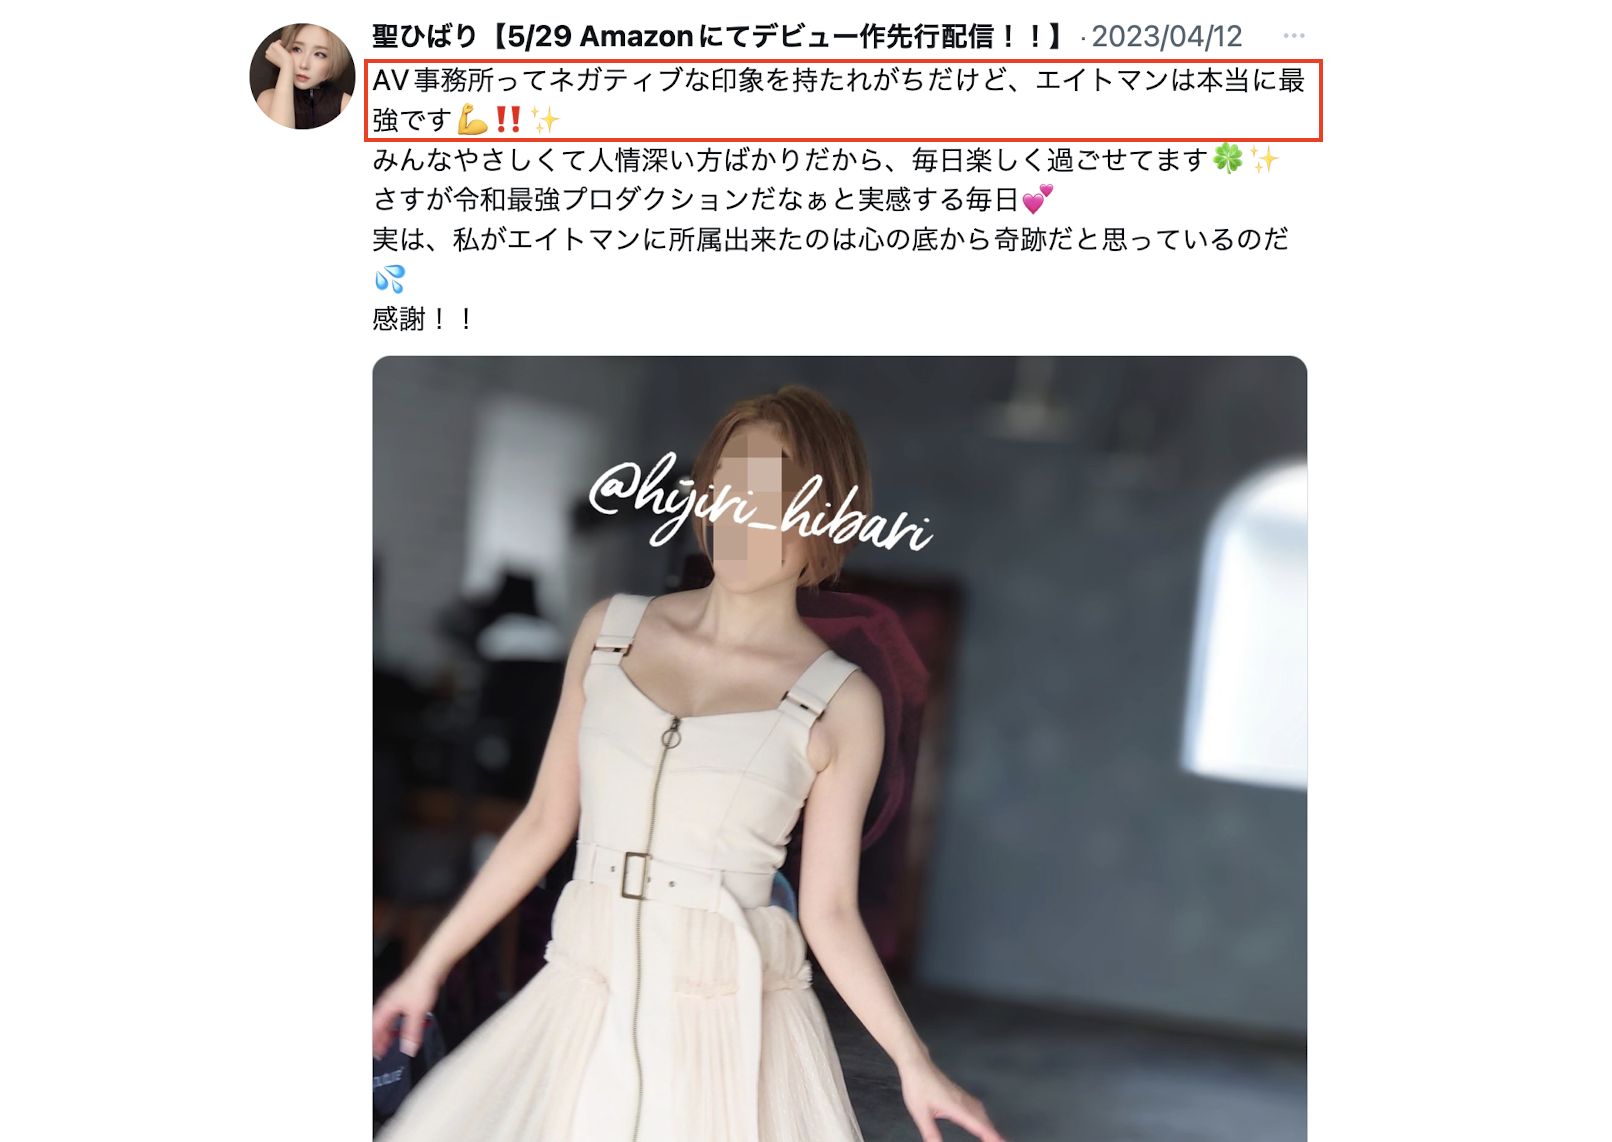 聖ひばり【5/29 Amazonにてデビュー作先行配信！！】 · 2023/04/12
AV事務所ってネガティブな印象を持たれがちだけど、エイトマンは本当に最
強です💪‼️✨
みんなやさしくて人情深い方ばかりだから、毎日楽しく過ごせてます🍀✨
さすが令和最強プロダクションだなぁと実感する毎日💕
実は、私がエイトマンに所属出来たのは心の底から奇跡だと思っているのだ
💦
感謝！！
@hijiri_hibari